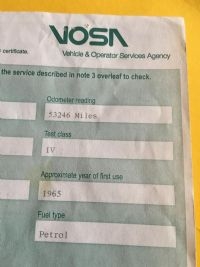 VOSA
certificate.
Vehicle & Operator Services Agency
the service described in note 3 overleaf to check.
Odometer reading
53246 Miles
Test class
IV
Approximate year of first use
1965
Fuel type
Petrol